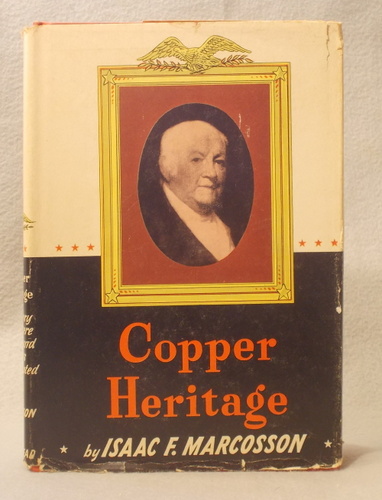 Copper
Heritage
by ISAAC F. MARCOSSON